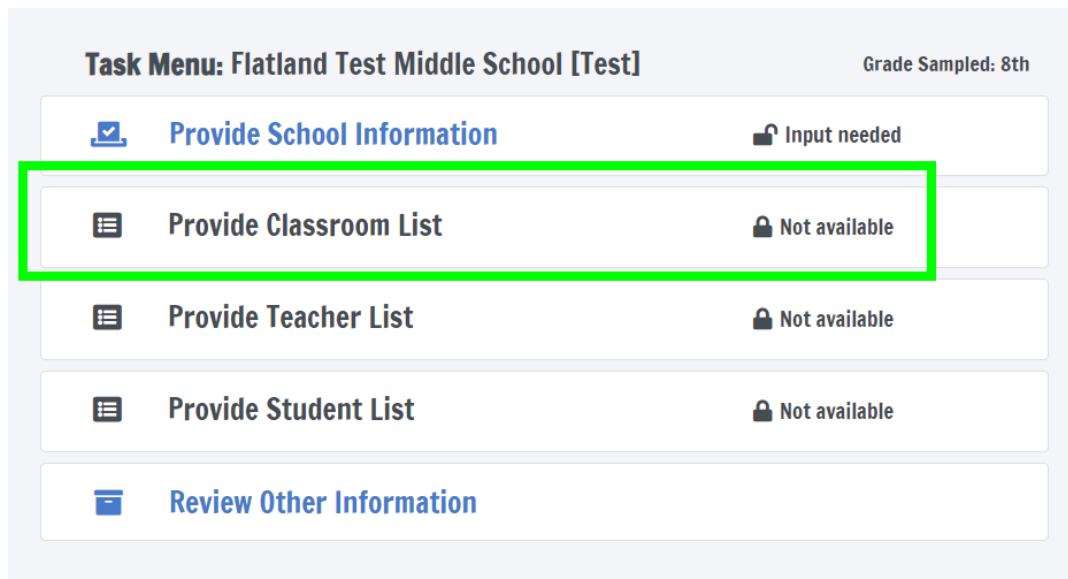 Task Menu: Flatland Test Middle School [Test] Grade Sampled: 8th
Provide School Information Input needed
Provide Classroom List Not available
Provide Teacher List Not available
Provide Student List Not available
Review Other Information